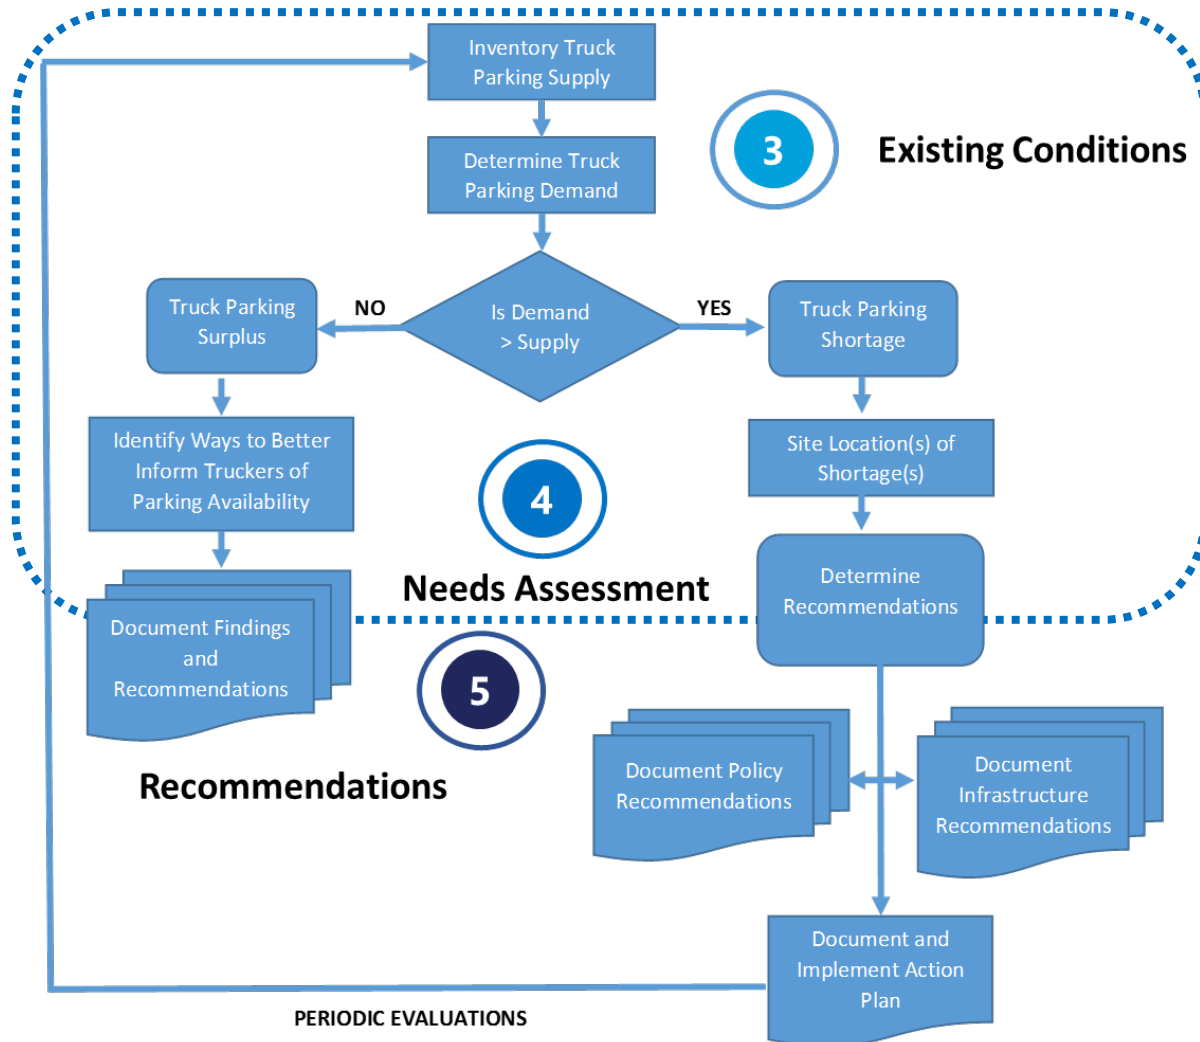 Inventory Truck
Parking Supply
3
Existing Conditions
Determine Truck
Parking Demand
Is Demand
> Supply
NO
YES
Truck Parking
Surplus
Truck Parking
Shortage
Identify Ways to Better
Inform Truckers of
Parking Availability
Site Location(s) of
Shortage(s)
4
Needs Assessment
Determine
Recommendations
Document Findings
and
Recommendations
5
Recommendations
Document Policy
Recommendations
Document
Infrastructure
Recommendations
Document and
Implement Action
Plan
PERIODIC EVALUATIONS